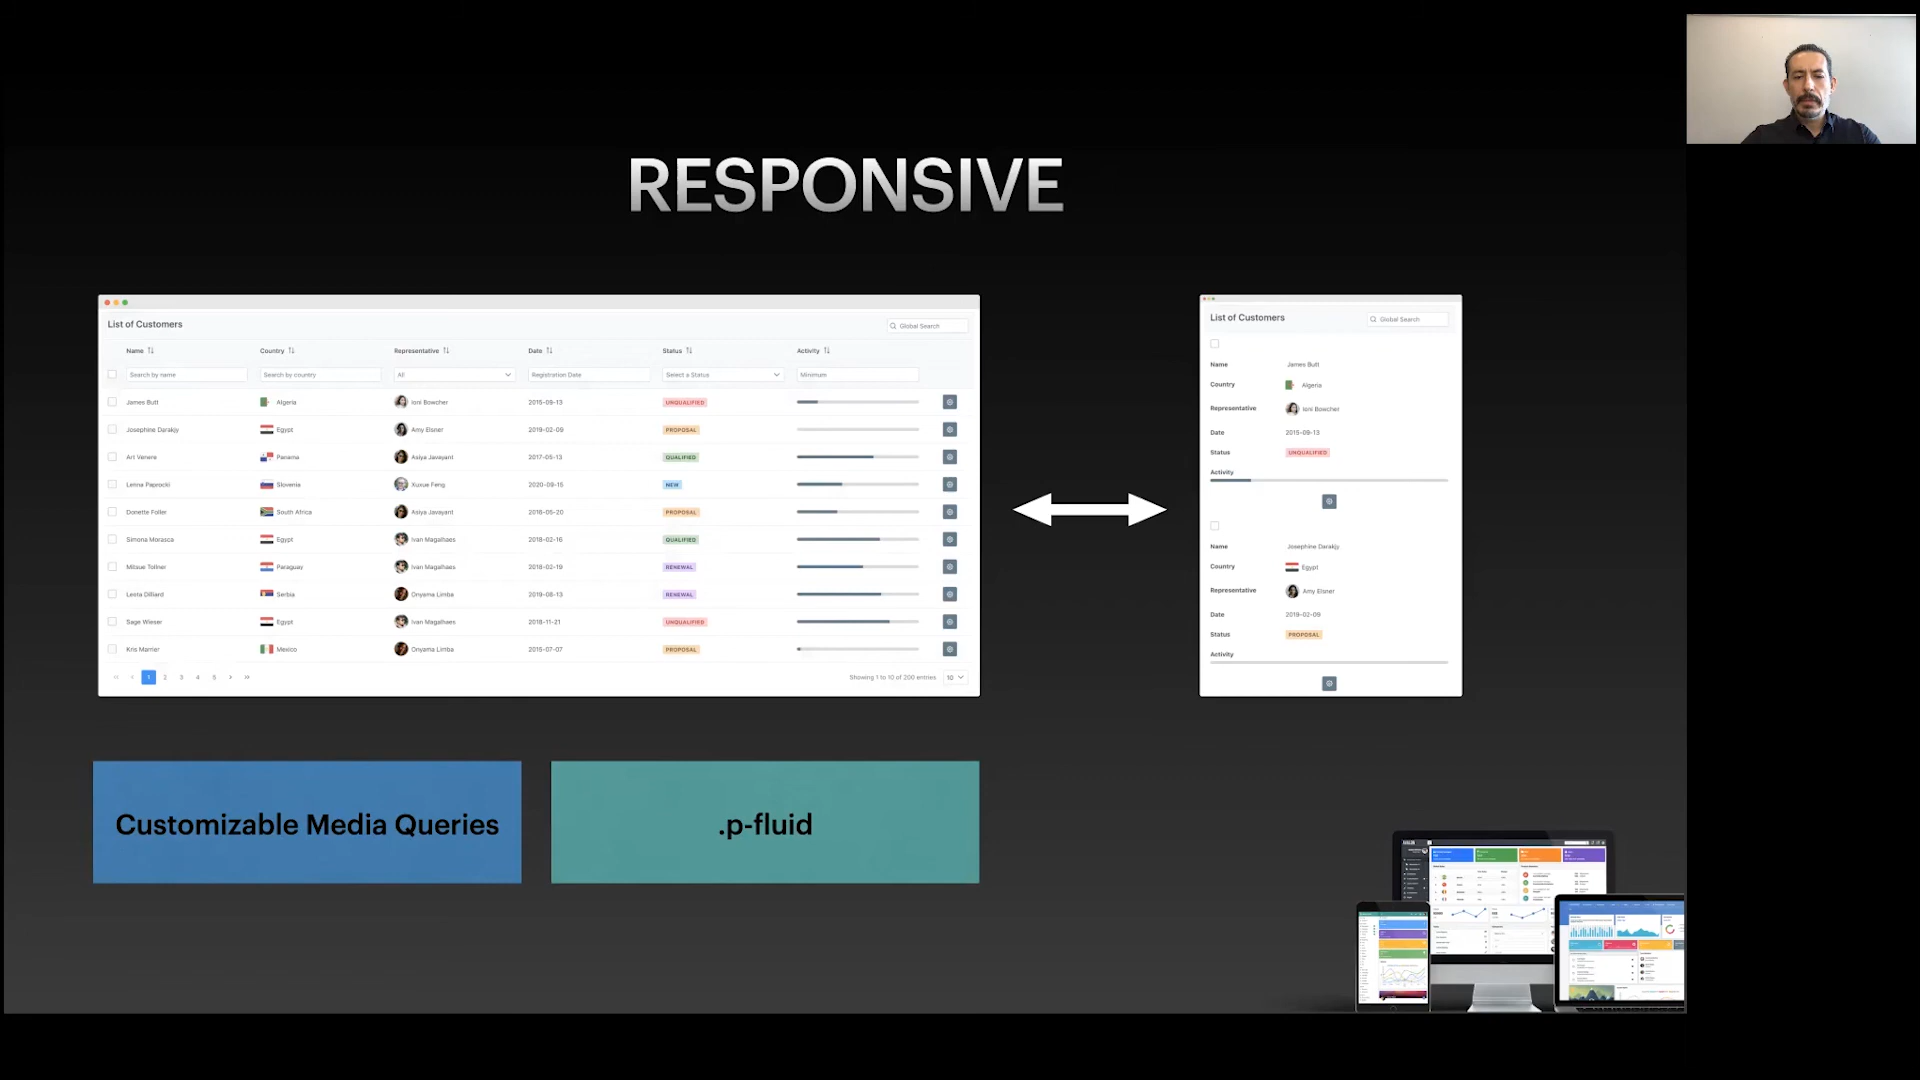 RESPONSIVE
List of Customers
Global Search
Name Country Representative Date Status Activity
Search by name Search by country All Registration Date Select a Status Minimum
James Butt Algeria Ioni Bowcher 2015-09-13 UNQUALIFIED
Josephine Darakjy Egypt Amy Elsner 2019-02-09 PROPOSAL
Art Venere Panama Asiya Javayant 2017-05-13 QUALIFIED
Lenna Paprocki Slovenia Xuxue Feng 2020-09-15 NEW
Donette Foller South Africa Asiya Javayant 2016-05-20 PROPOSAL
Simona Morasca Egypt Ivan Magalhaes 2018-02-16 QUALIFIED
Mitsue Tollner Paraguay Ivan Magalhaes 2018-02-19 RENEWAL
Leota Dilliard Serbia Onyama Limba 2019-08-13 RENEWAL
Sage Wieser Egypt Ivan Magalhaes 2018-11-21 UNQUALIFIED
Kris Marrier Mexico Onyama Limba 2015-07-07 PROPOSAL
<< < 1 2 3 4 5 > >> Showing 1 to 10 of 200 entries 10
List of Customers
Global Search
Name James Butt
Country Algeria
Representative Ioni Bowcher
Date 2015-09-13
Status UNQUALIFIED
Activity
Name Josephine Darakjy
Country Egypt
Representative Amy Elsner
Date 2019-02-09
Status PROPOSAL
Activity
Customizable Media Queries
.p-fluid